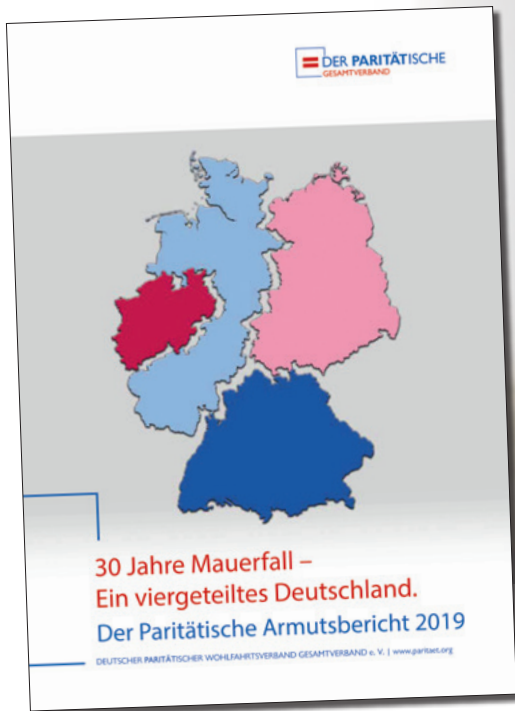 DER PARITÄTISCHE
GESAMTVERBAND
30 Jahre Mauerfall –
Ein viergeteiltes Deutschland.
Der Paritätische Armutsbericht 2019
DEUTSCHER PARITÄTISCHER WOHLFAHRTSVERBAND GESAMTVERBAND e. V. | www.paritaet.org